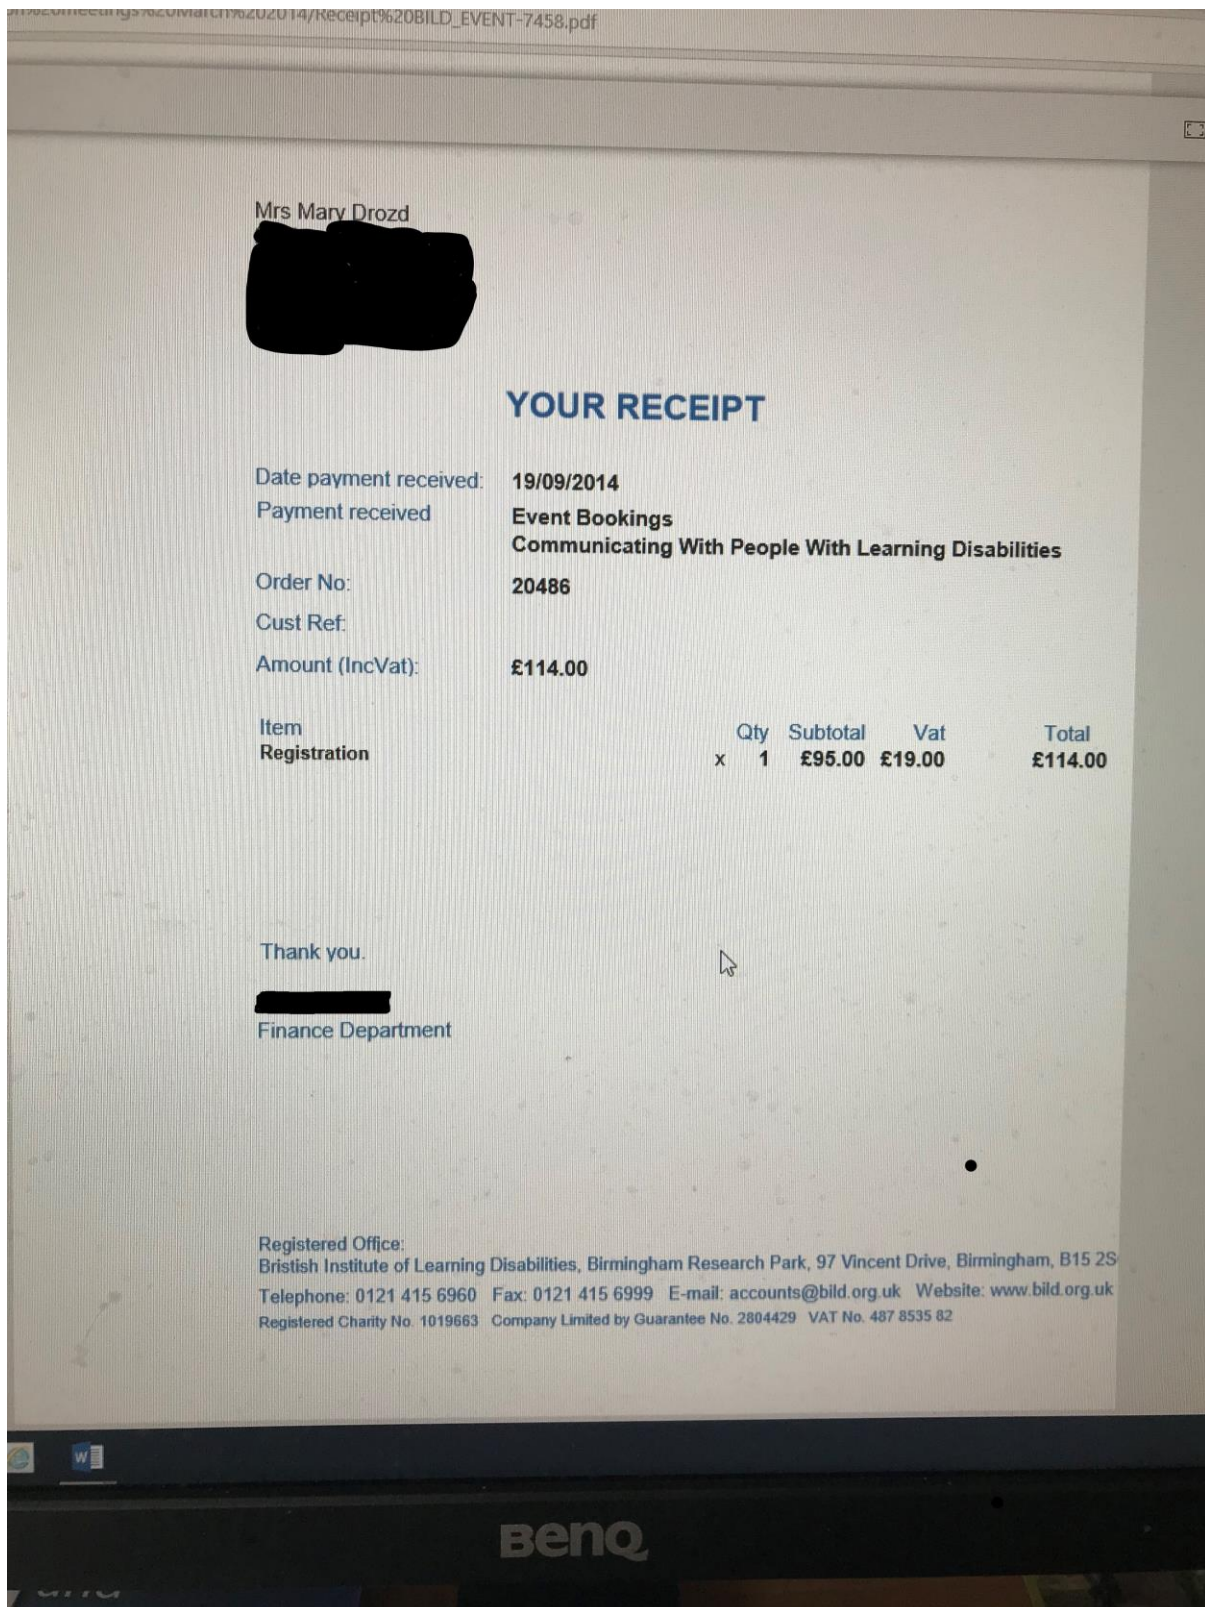 meetings%20March%202014/Receipt%20BILD_EVENT-7458.pdf
Mrs Mary Drozd
YOUR RECEIPT
Date payment received: 19/09/2014
Payment received Event Bookings
Communicating With People With Learning Disabilities
Order No: 20486
Cust Ref:
Amount (IncVat): £114.00
Item Qty Subtotal Vat Total
Registration x 1 £95.00 £19.00 £114.00
Thank you.
Finance Department
Registered Office:
Bristish Institute of Learning Disabilities, Birmingham Research Park, 97 Vincent Drive, Birmingham, B15 2S
Telephone: 0121 415 6960 Fax: 0121 415 6999 E-mail: accounts@bild.org.uk Website: www.bild.org.uk
Registered Charity No. 1019663 Company Limited by Guarantee No. 2804429 VAT No. 487 8535 82
W
BenQ